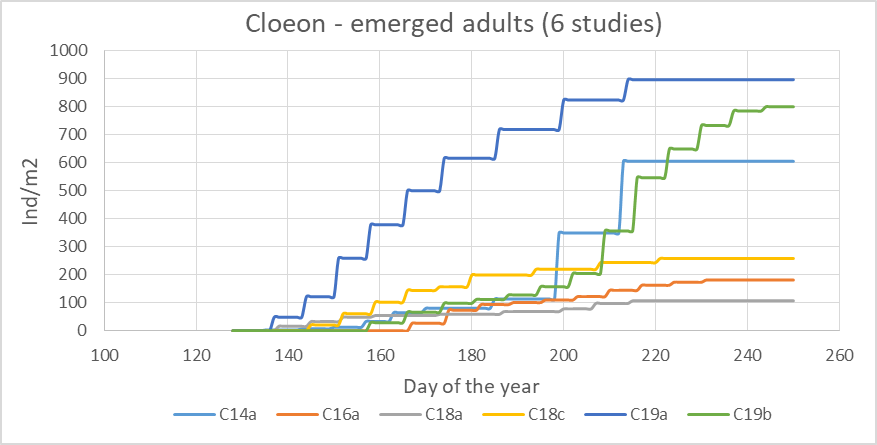 Cloeon - emerged adults (6 studies)
1000
900
800
700
600
500
400
300
200
100
0
Ind/m2
100 120 140 160 180 200 220 240 260
Day of the year
C14a C16a C18a C18c C19a C19b